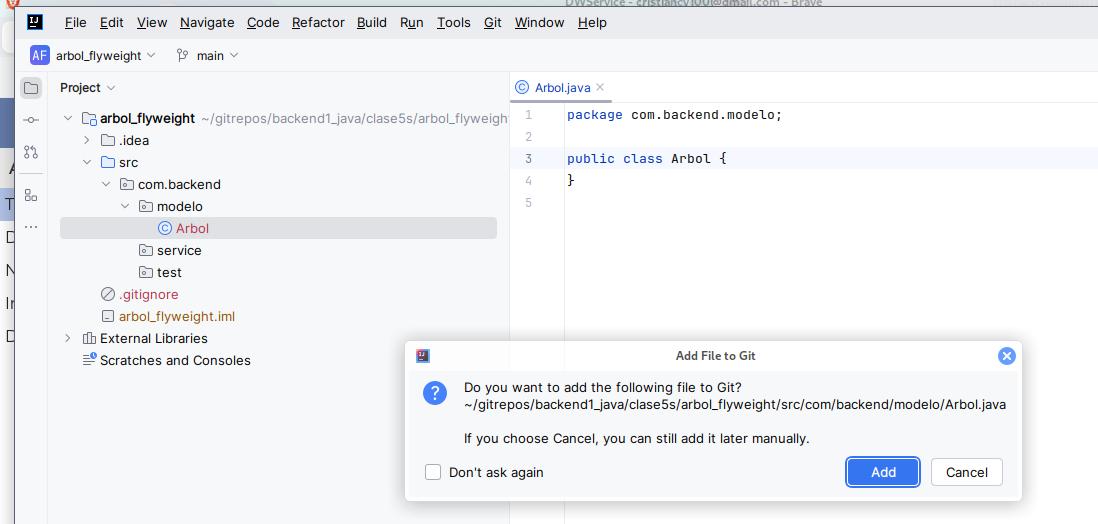 DWService - cristiancy100@gmail.com - Brave
File Edit View Navigate Code Refactor Build Run Tools Git Window Help
AF arbol_flyweight main
Project
Arbol.java
arbol_flyweight ~/gitrepos/backend1_java/clase5s/arbol_flyweigh
.idea
src
com.backend
modelo
Arbol
service
test
.gitignore
arbol_flyweight.iml
External Libraries
Scratches and Consoles
1 package com.backend.modelo;
2
3 public class Arbol {
4 }
5
Add File to Git
Do you want to add the following file to Git?
~/gitrepos/backend1_java/clase5s/arbol_flyweight/src/com/backend/modelo/Arbol.java
If you choose Cancel, you can still add it later manually.
Don't ask again
Add Cancel